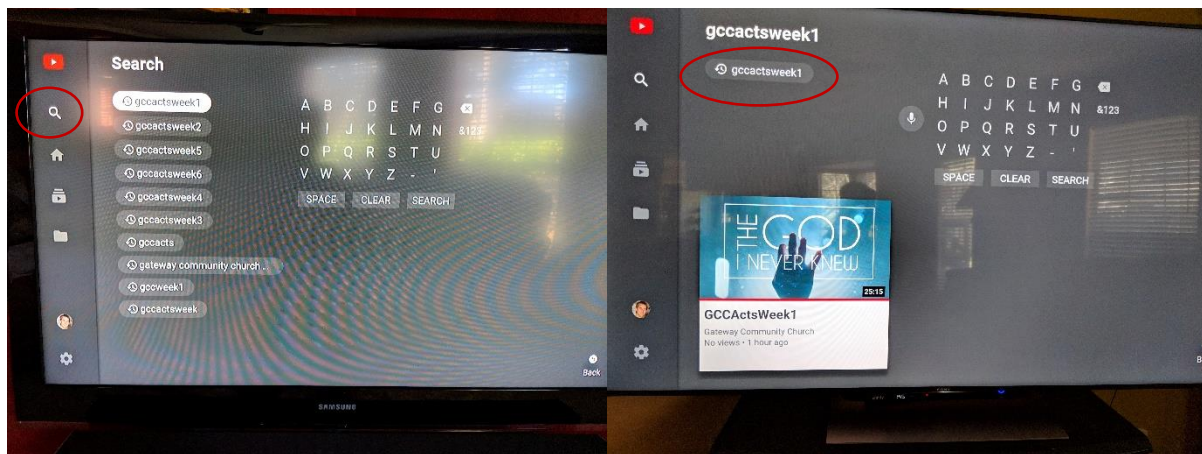 Search
gccactsweek1
gccactsweek2
gccactsweek5
gccactsweek6
gccactsweek4
gccactsweek3
gccacts
gateway community church ..
gccweek1
gccactsweek
A B C D E F G
H I J K L M N &123
O P Q R S T U
V W X Y Z - '
SPACE CLEAR SEARCH
Back
SAMSUNG
gccactsweek1
gccactsweek1
A B C D E F G
H I J K L M N &123
O P Q R S T U
V W X Y Z - '
SPACE CLEAR SEARCH
THE GOD
I NEVER KNEW
25:15
GCCActsWeek1
Gateway Community Church
No views • 1 hour ago